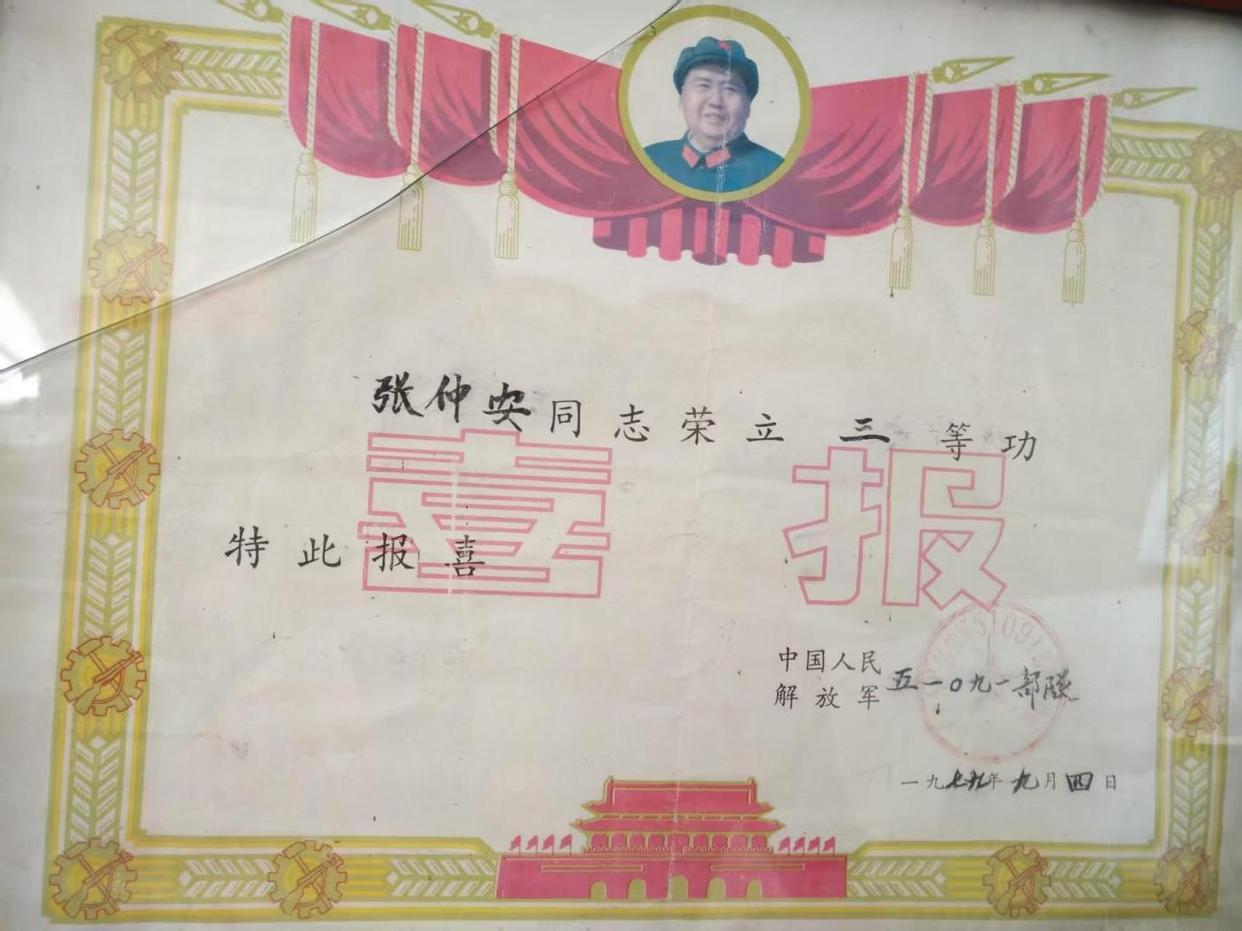 张仲安同志荣立三等功
喜报
特此报喜
中国人民
解放军五一〇九一部队
一九七九年九月四日